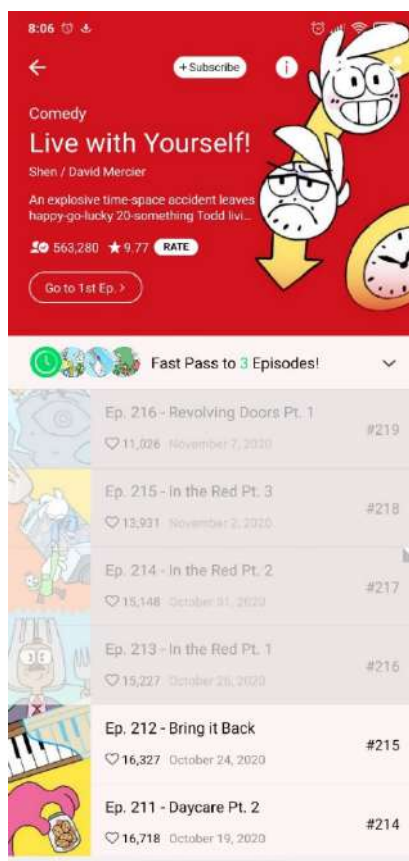 8:06
+ Subscribe
Comedy
Live with Yourself!
Shen / David Mercier
An explosive time-space accident leaves
happy-go-lucky 20-something Todd livi...
563,280 ★9.77 RATE
Go to 1st Ep. >
Fast Pass to 3 Episodes!
Ep. 216 - Revolving Doors Pt. 1
#219
11,026 November 7, 2020
Ep. 215 - In the Red Pt. 3
#218
13,931 November 2, 2020
Ep. 214 - In the Red Pt. 2
#217
15,148 October 31, 2020
Ep. 213 - In the Red Pt. 1
#216
15,227 October 26, 2020
Ep. 212 - Bring it Back
#215
16,327 October 24, 2020
Ep. 211 - Daycare Pt. 2
#214
16,718 October 19, 2020